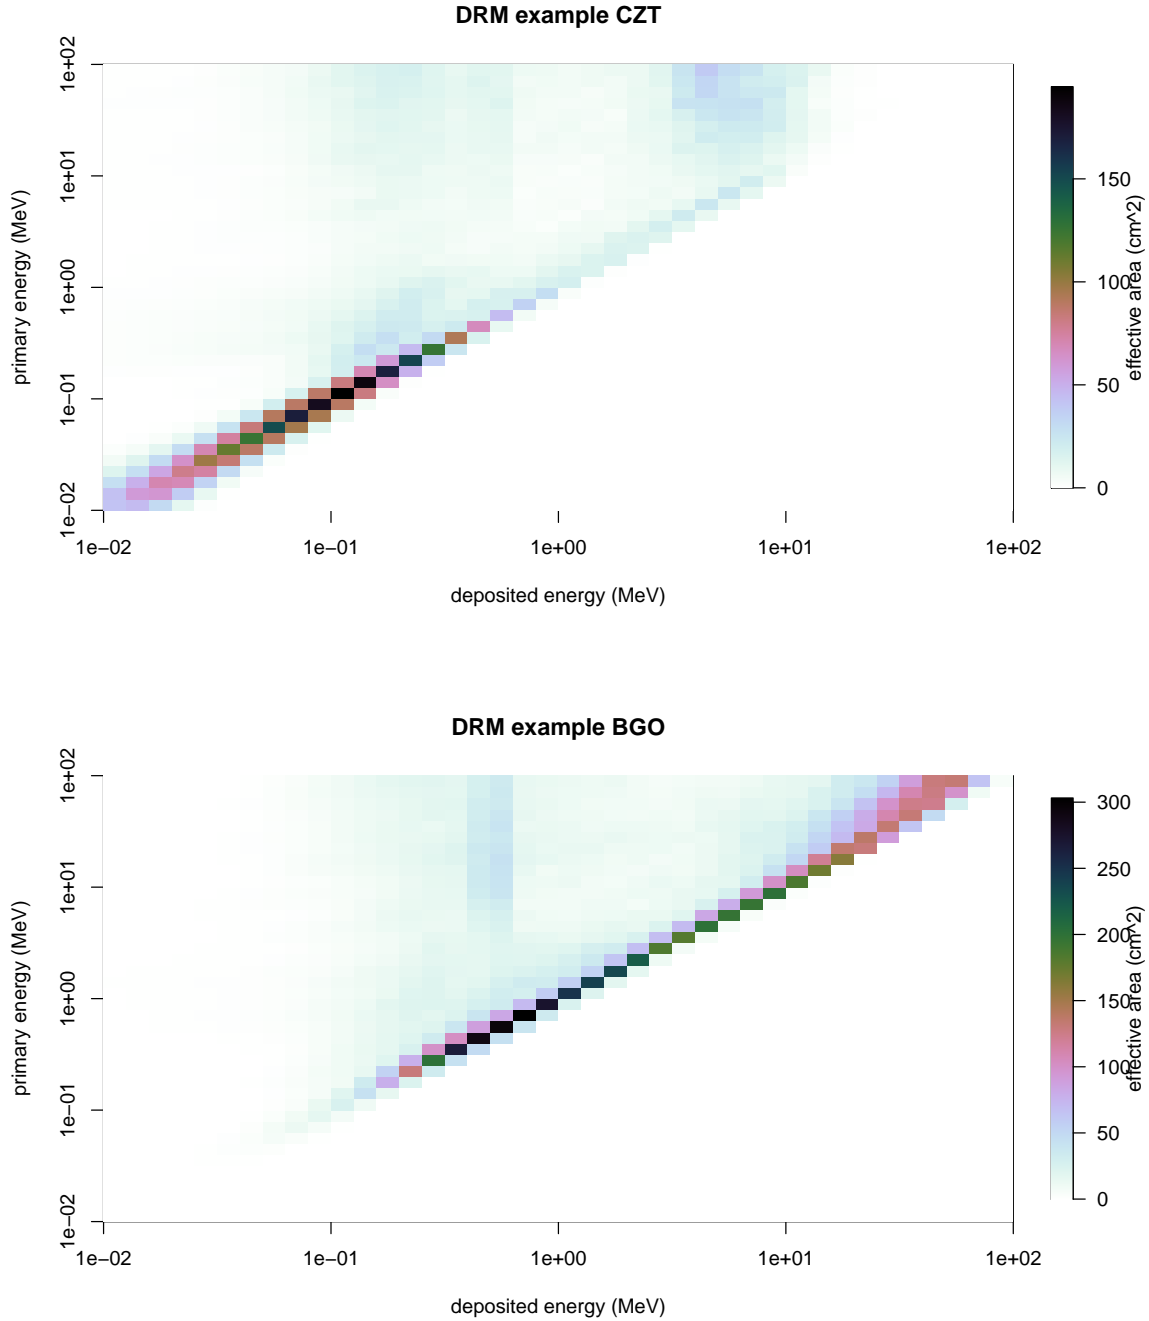 DRM example CZT
primary energy (MeV)
1e+02
1e+01
1e+00
1e−01
1e−02
1e−02 1e−01 1e+00 1e+01 1e+02
deposited energy (MeV)
150
100
50
0
effective area (cm^2)
DRM example BGO
primary energy (MeV)
1e+02
1e+01
1e+00
1e−01
1e−02
1e−02 1e−01 1e+00 1e+01 1e+02
deposited energy (MeV)
300
250
200
150
100
50
0
effective area (cm^2)